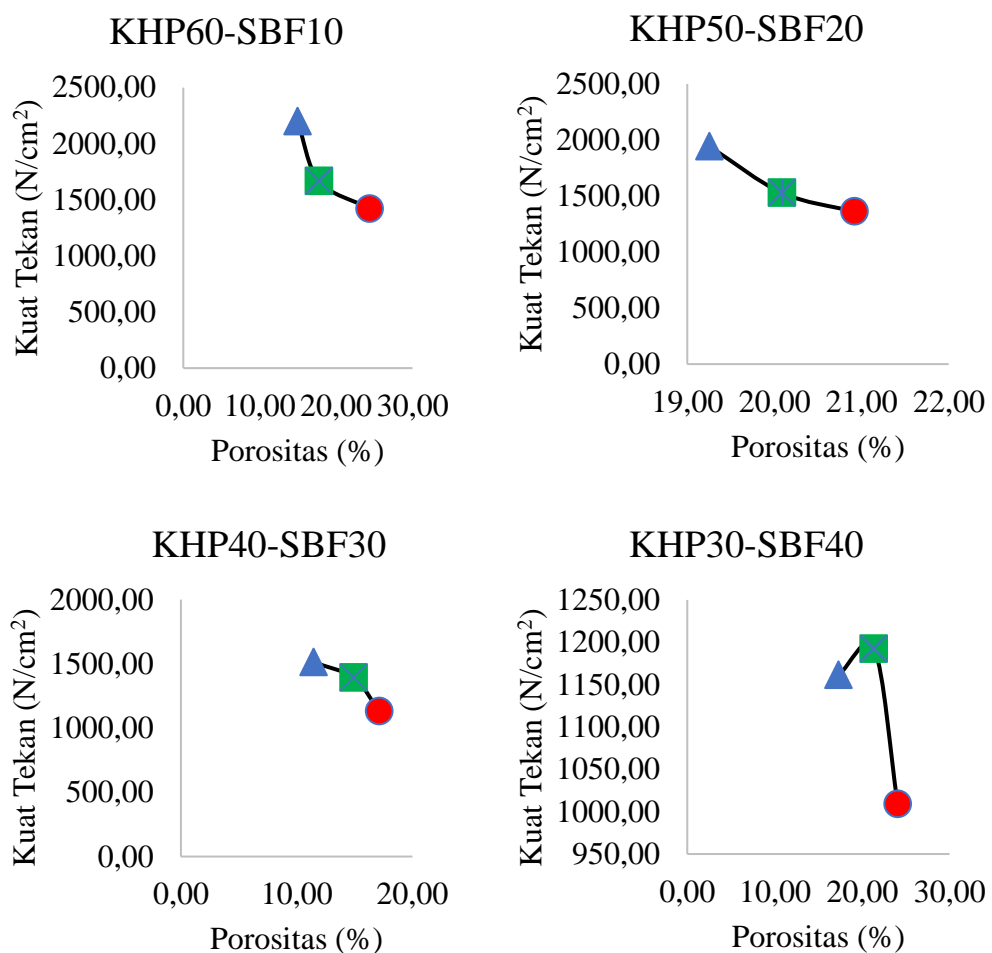 KHP60-SBF10
Kuat Tekan (N/cm²)
2500,00
2000,00
1500,00
1000,00
500,00
0,00
0,00 10,00 20,00 30,00
Porositas (%)
KHP50-SBF20
Kuat Tekan (N/cm²)
2500,00
2000,00
1500,00
1000,00
500,00
0,00
19,00 20,00 21,00 22,00
Porositas (%)
KHP40-SBF30
Kuat Tekan (N/cm²)
2000,00
1500,00
1000,00
500,00
0,00
0,00 10,00 20,00
Porositas (%)
KHP30-SBF40
Kuat Tekan (N/cm²)
1250,00
1200,00
1150,00
1100,00
1050,00
1000,00
950,00
0,00 10,00 20,00 30,00
Porositas (%)